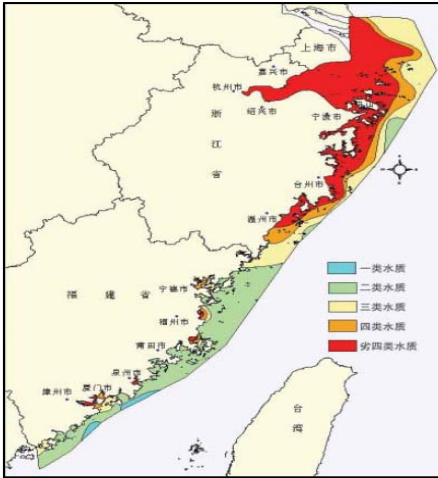 上海市
嘉兴市
杭州市
绍兴市
宁波市
浙
江
省
台州市
温州市
一类水质
二类水质
三类水质
四类水质
劣四类水质
宁德市
福建省
福州市
莆田市
泉州市
厦门市
漳州市
台
湾